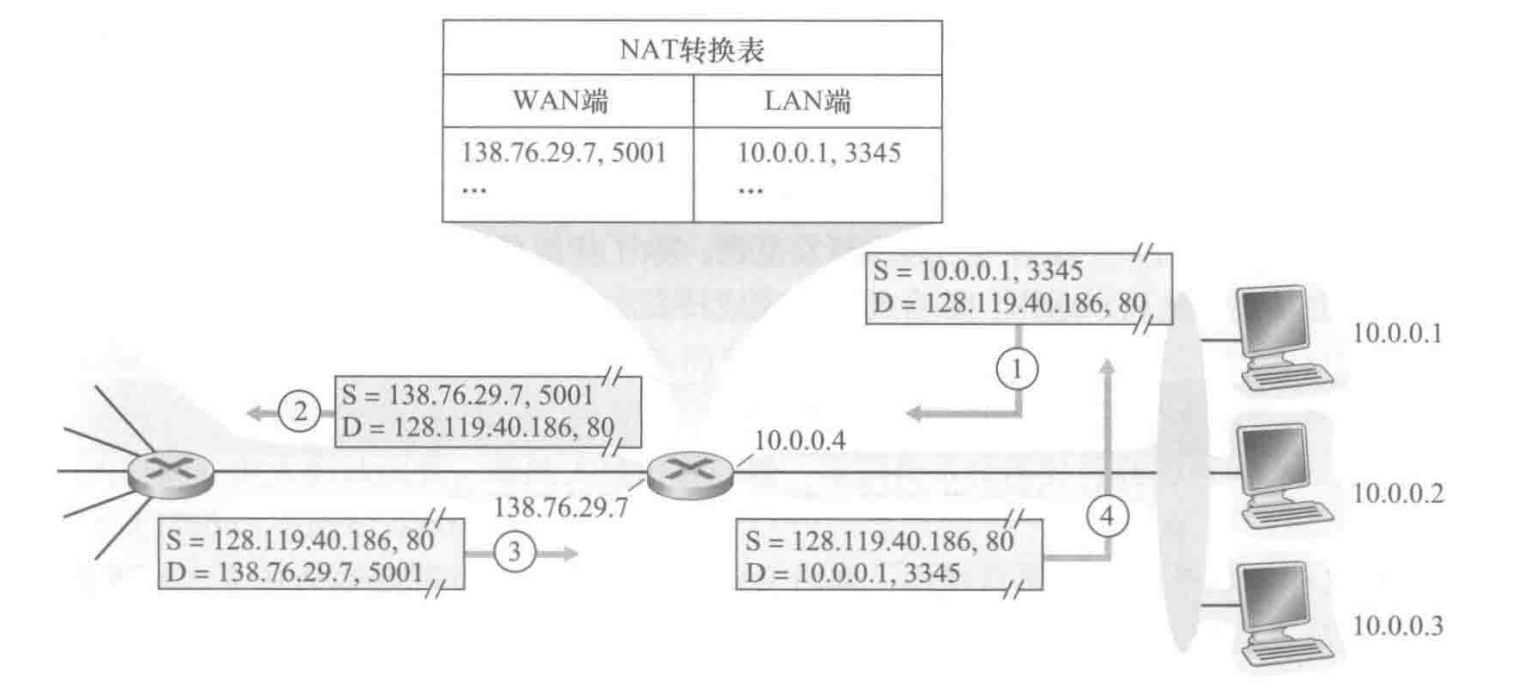 NAT转换表
WAN端
LAN端
138.76.29.7, 5001
10.0.0.1, 3345
...
...
S = 10.0.0.1, 3345
D = 128.119.40.186, 80
10.0.0.1
1
S = 138.76.29.7, 5001
D = 128.119.40.186, 80
2
10.0.0.4
10.0.0.2
138.76.29.7
S = 128.119.40.186, 80
D = 138.76.29.7, 5001
3
S = 128.119.40.186, 80
D = 10.0.0.1, 3345
4
10.0.0.3